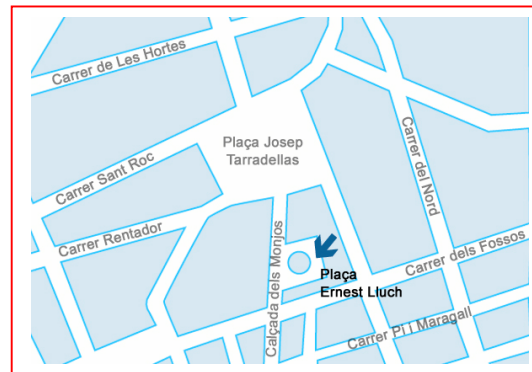 Carrer de Les Hortes
Plaça Josep
Tarradellas
Carrer Sant Roc
Carrer del Nord
Carrer Rentador
Calçada dels Monjos
Carrer dels Fossos
Plaça
Ernest Lluch
Carrer Pi i Maragall